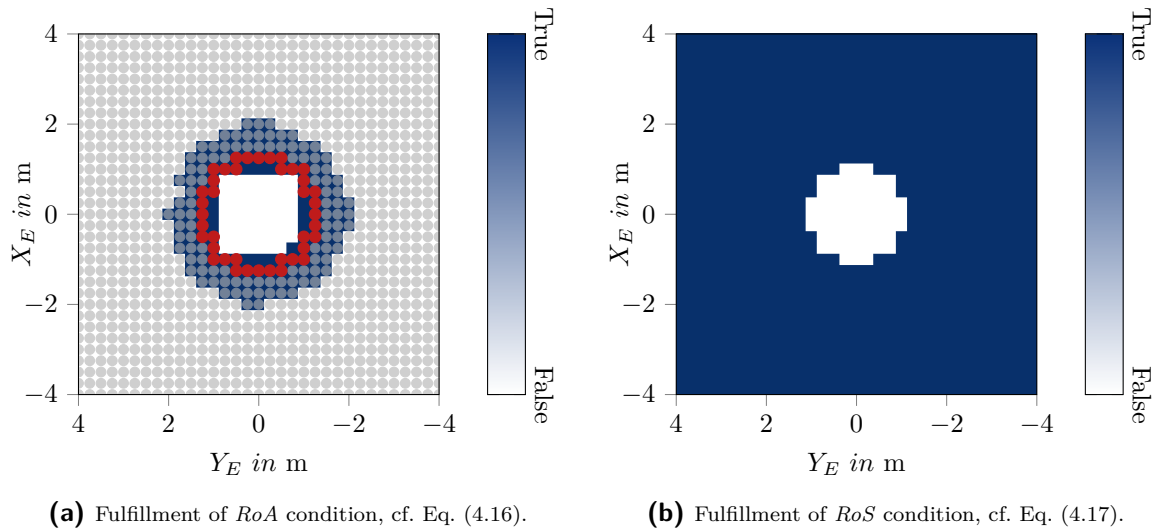 4
2
0
−2
−4
X_E in m
4
2
0
−2
−4
Y_E in m
True
False
(a) Fulfillment of RoA condition, cf. Eq. (4.16).
4
2
0
−2
−4
X_E in m
4
2
0
−2
−4
Y_E in m
True
False
(b) Fulfillment of RoS condition, cf. Eq. (4.17).